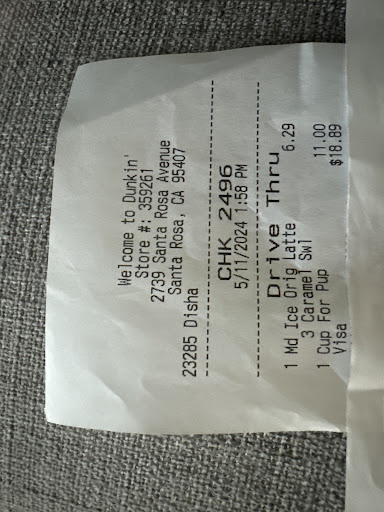 Welcome to Dunkin'
Store #: 359261
2739 Santa Rosa Avenue
Santa Rosa, CA 95407
23285 Disha
CHK 2496
5/11/2024 1:58 PM
Drive Thru
1 Md Ice Orig Latte 6.29
3 Caramel Swl
1 Cup For Pup 11.00
Visa $18.89